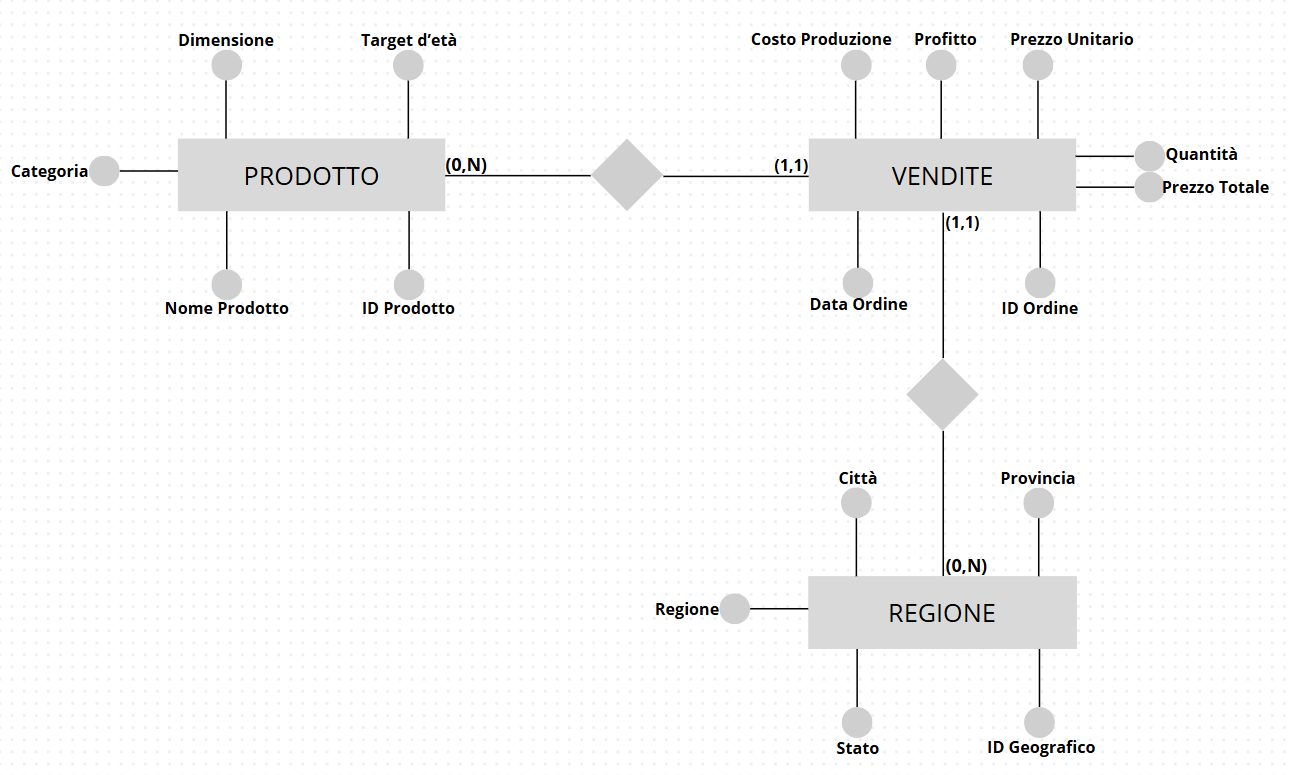 Dimensione
Target d’età
Costo Produzione
Profitto
Prezzo Unitario
Categoria
PRODOTTO
(0,N)
(1,1)
VENDITE
Quantità
Prezzo Totale
(1,1)
Nome Prodotto
ID Prodotto
Data Ordine
ID Ordine
Città
Provincia
(0,N)
Regione
REGIONE
Stato
ID Geografico